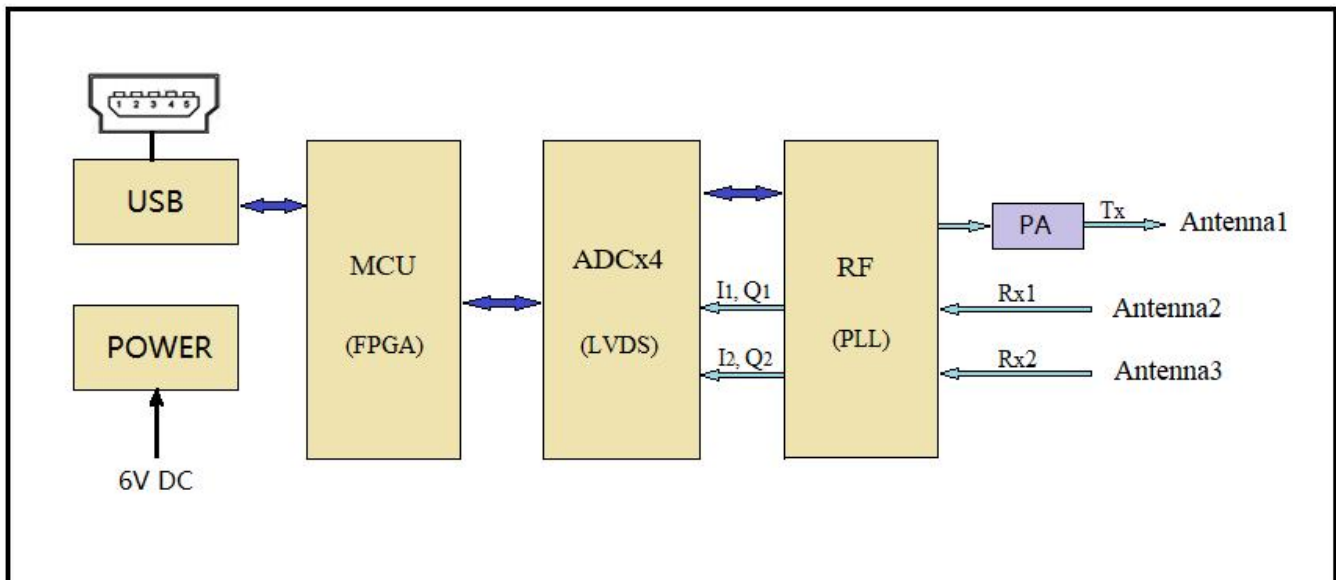 1 2 3 4 5
USB
POWER
6V DC
MCU
(FPGA)
ADCx4
(LVDS)
I1, Q1
I2, Q2
RF
(PLL)
PA
Tx
Antenna1
Rx1
Antenna2
Rx2
Antenna3